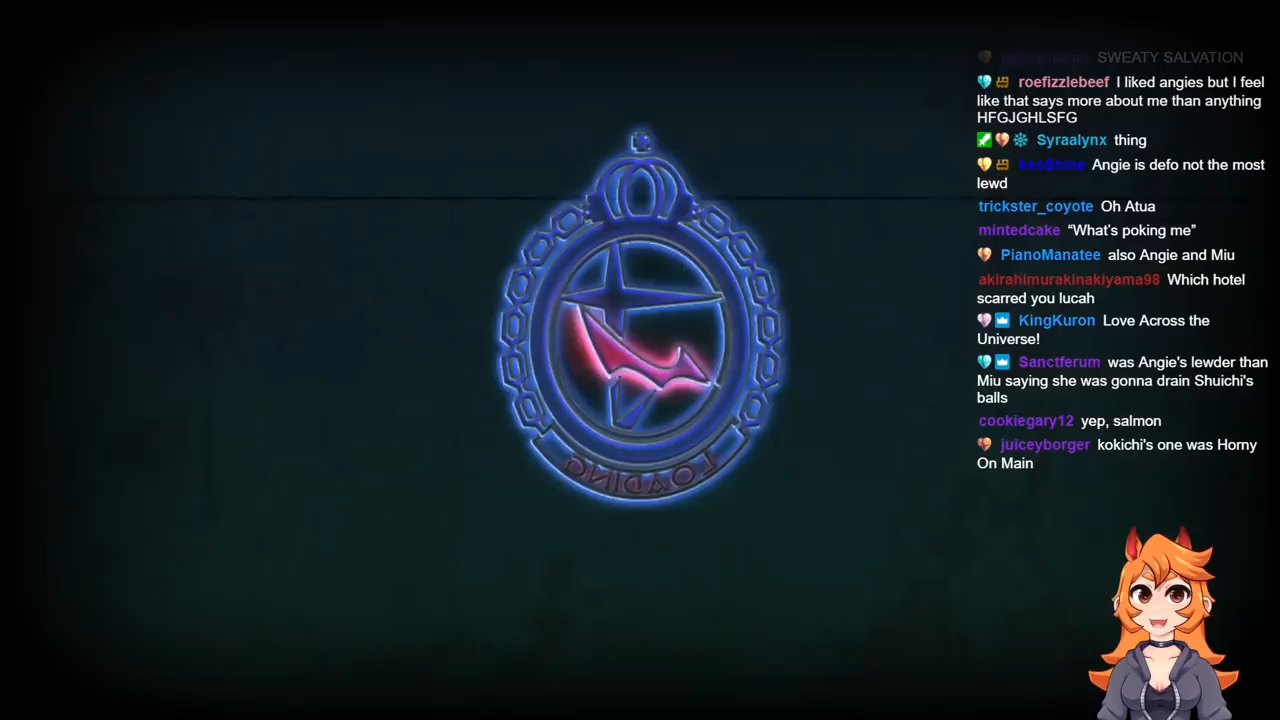 SWEATY SALVATION
roefizzlebeef I liked angies but I feel
like that says more about me than anything
HFGJGHLSFG
Syraalynx thing
keoShine Angie is defo not the most
lewd
trickster_coyote Oh Atua
mintedcake “What's poking me”
PianoManatee also Angie and Miu
akirahimurakinakiyama98 Which hotel
scarred you lucah
KingKuron Love Across the
Universe!
Sanctferum was Angie's lewder than
Miu saying she was gonna drain Shuichi's
balls
cookiegary12 yep, salmon
juiceyborger kokichi's one was Horny
On Main
LOADING